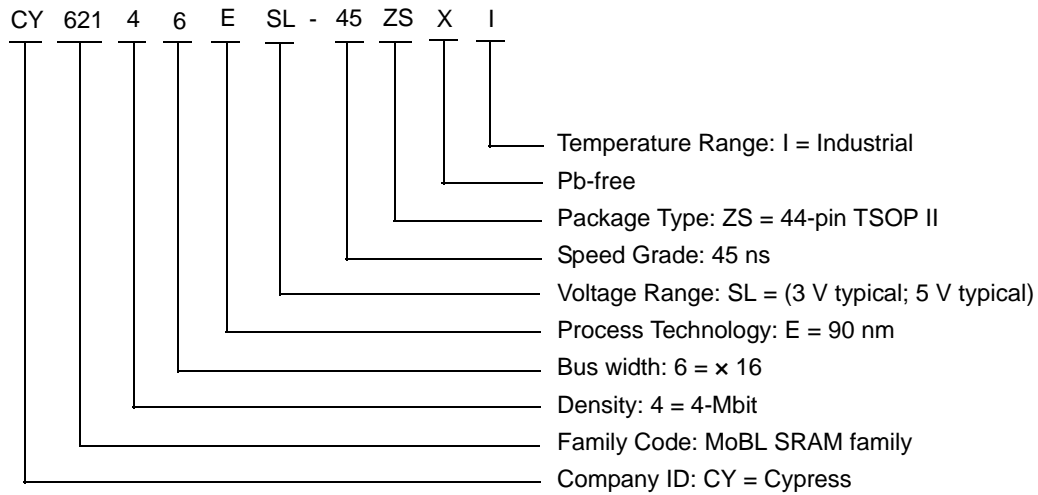 CY 621 4 6 E SL - 45 ZS X I
Temperature Range: I = Industrial
Pb-free
Package Type: ZS = 44-pin TSOP II
Speed Grade: 45 ns
Voltage Range: SL = (3 V typical; 5 V typical)
Process Technology: E = 90 nm
Bus width: 6 = × 16
Density: 4 = 4-Mbit
Family Code: MoBL SRAM family
Company ID: CY = Cypress